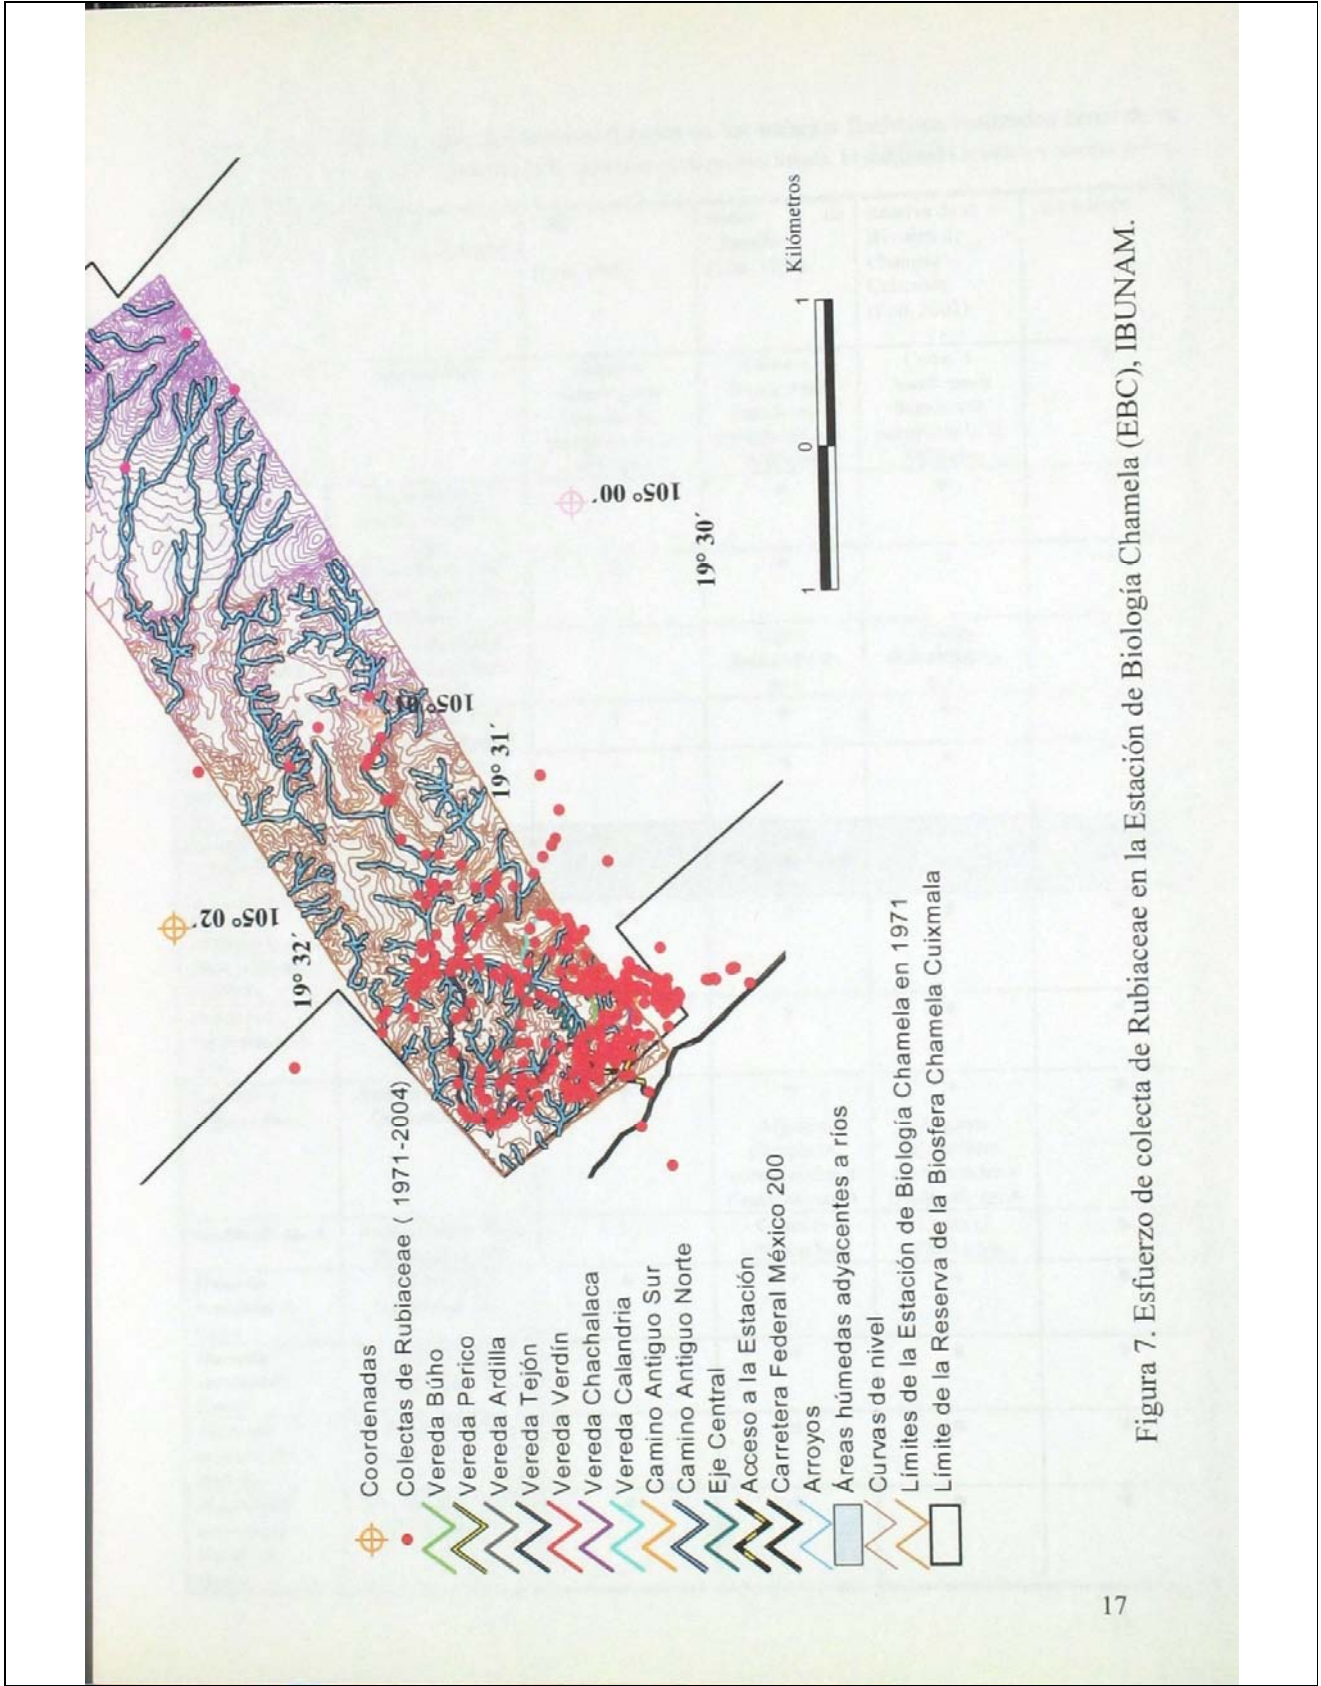 Coordenadas
Colectas de Rubiaceae ( 1971-2004)
Vereda Búho
Vereda Perico
Vereda Ardilla
Vereda Tejón
Vereda Verdín
Vereda Chachalaca
Vereda Calandria
Camino Antiguo Sur
Camino Antiguo Norte
Eje Central
Acceso a la Estación
Carretera Federal México 200
Arroyos
Áreas húmedas adyacentes a ríos
Curvas de nivel
Límites de la Estación de Biología Chamela en 1971
Límite de la Reserva de la Biosfera Chamela Cuixmala
105° 02´
19° 32´
105° 01´
19° 31´
105° 00´
19° 30´
1 0 1
Kilómetros
Figura 7. Esfuerzo de colecta de Rubiaceae en la Estación de Biología Chamela (EBC), IBUNAM.
17